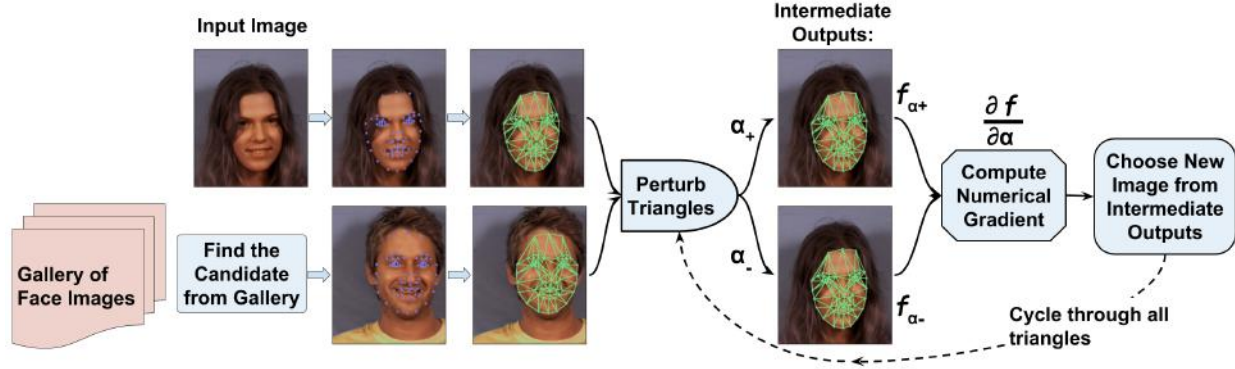 Input Image
Intermediate
Outputs:
Gallery of
Face Images
Find the
Candidate
from Gallery
Perturb
Triangles
α+
α-
fα+
fα-
∂ f
∂α
Compute
Numerical
Gradient
Choose New
Image from
Intermediate
Outputs
Cycle through all
triangles